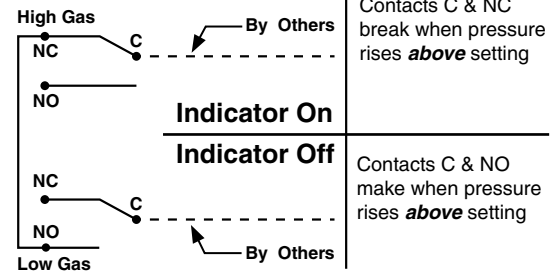 High Gas
NC
C
NO
By Others
Contacts C & NC
break when pressure
rises above setting
Indicator On
Indicator Off
NC
C
NO
Low Gas
By Others
Contacts C & NO
make when pressure
rises above setting